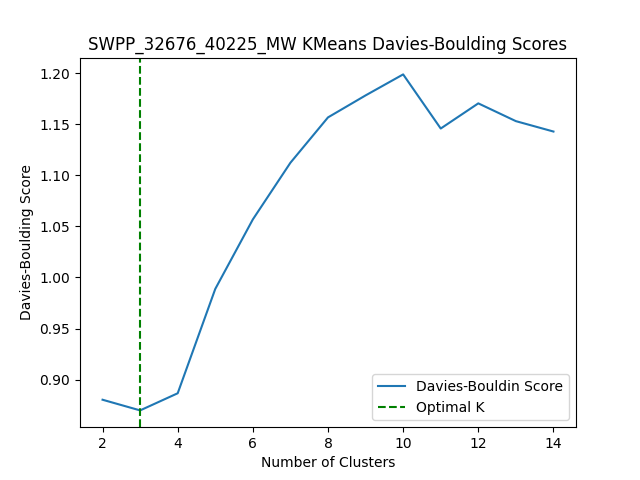 SWPP_32676_40225_MW KMeans Davies-Boulding Scores
1.20
1.15
1.10
1.05
1.00
0.95
0.90
Davies-Boulding Score
Davies-Bouldin Score
Optimal K
2 4 6 8 10 12 14
Number of Clusters